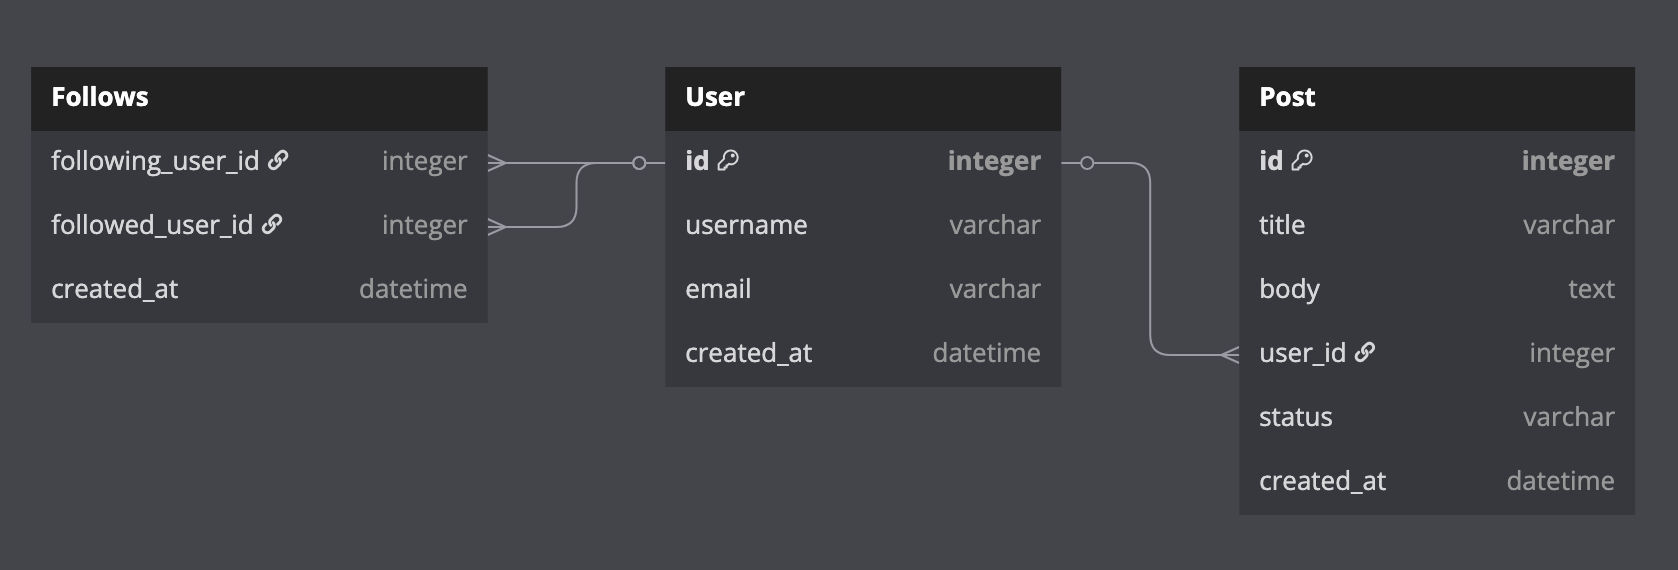 Follows
following_user_id integer
followed_user_id integer
created_at datetime
User
id integer
username varchar
email varchar
created_at datetime
Post
id integer
title varchar
body text
user_id integer
status varchar
created_at datetime